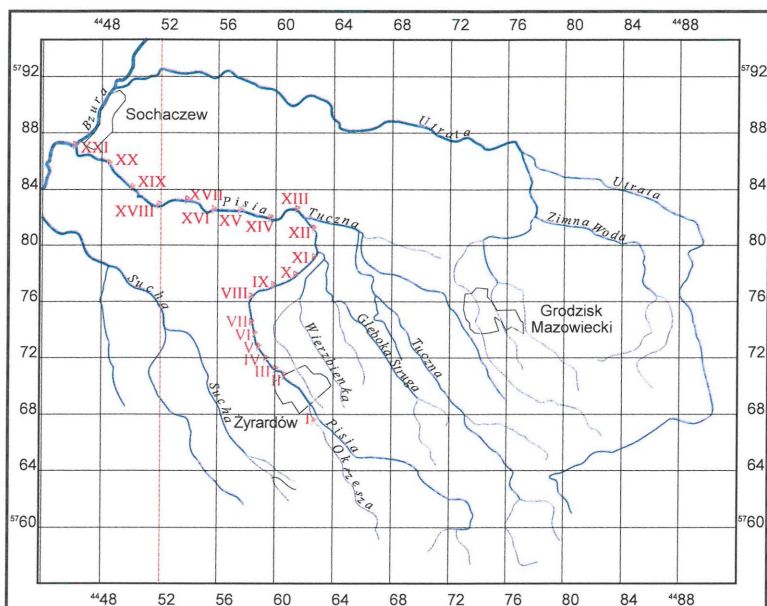 ⁴⁴48 52 56 60 64 68 72 76 80 84 ⁴⁴88
⁵⁷92 92
Bzura
Sochaczew
88 Utrata 88
XXI
XX
84 XIX XVII Pisia XIII Tuczna Utrata 84
XVIII XVI XV XIV XII Zimna Woda
80 80
XI
Sucha IX X
76 VIII Grodzisk 76
Mazowiecki
VII Wierzbienka Głęboka Struga Tuczna
VI
V
72 IV 72
III
II
Sucha
68 Żyrardów I Pisia 68
Okrzesza
64 64
⁵⁷60 ⁵⁷60
⁴⁴48 52 56 60 64 68 72 76 80 84 ⁴⁴88